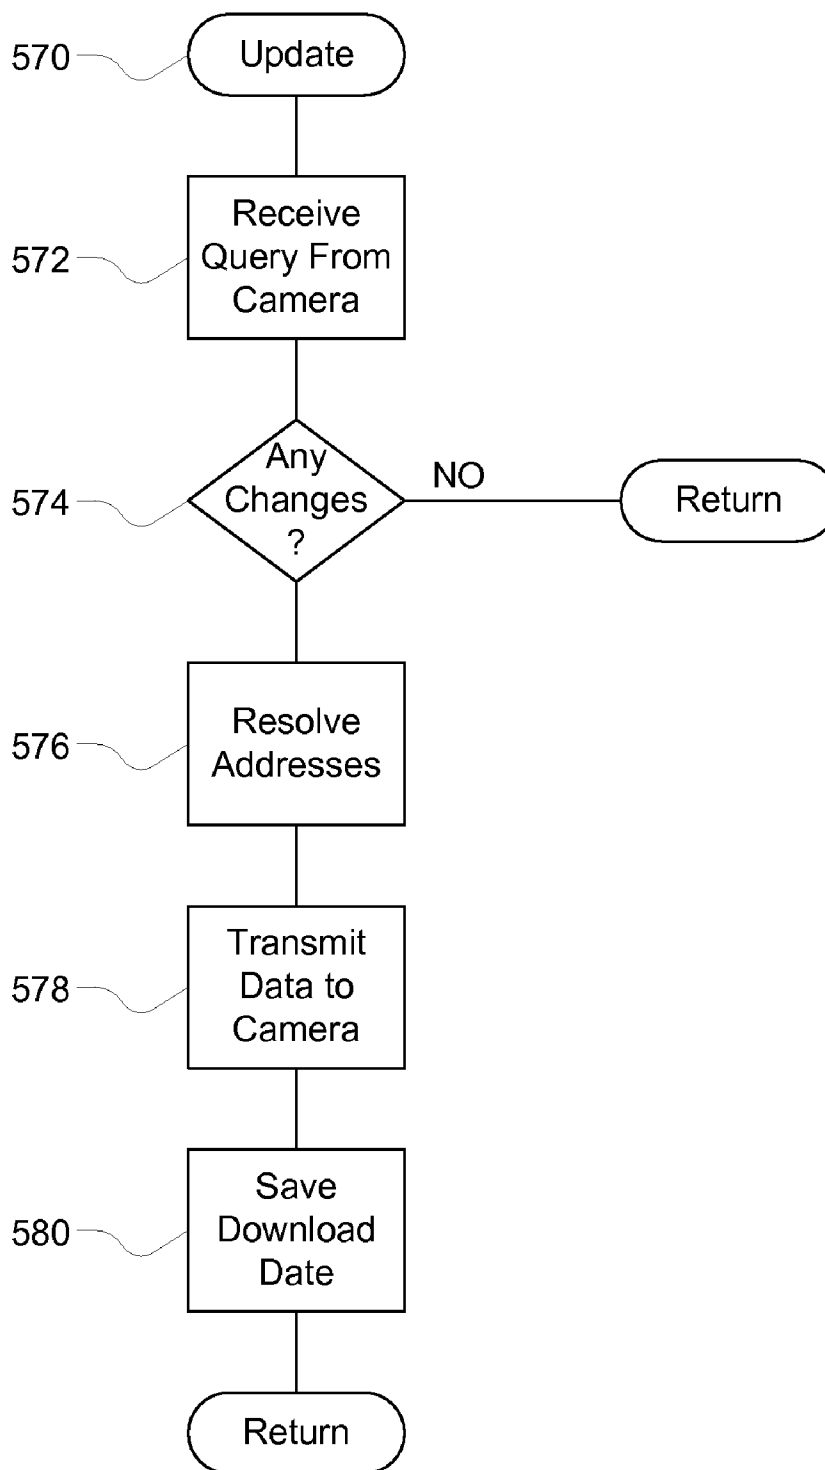 570
Update
572
Receive
Query From
Camera
574
Any
Changes
?
NO
Return
576
Resolve
Addresses
578
Transmit
Data to
Camera
580
Save
Download
Date
Return